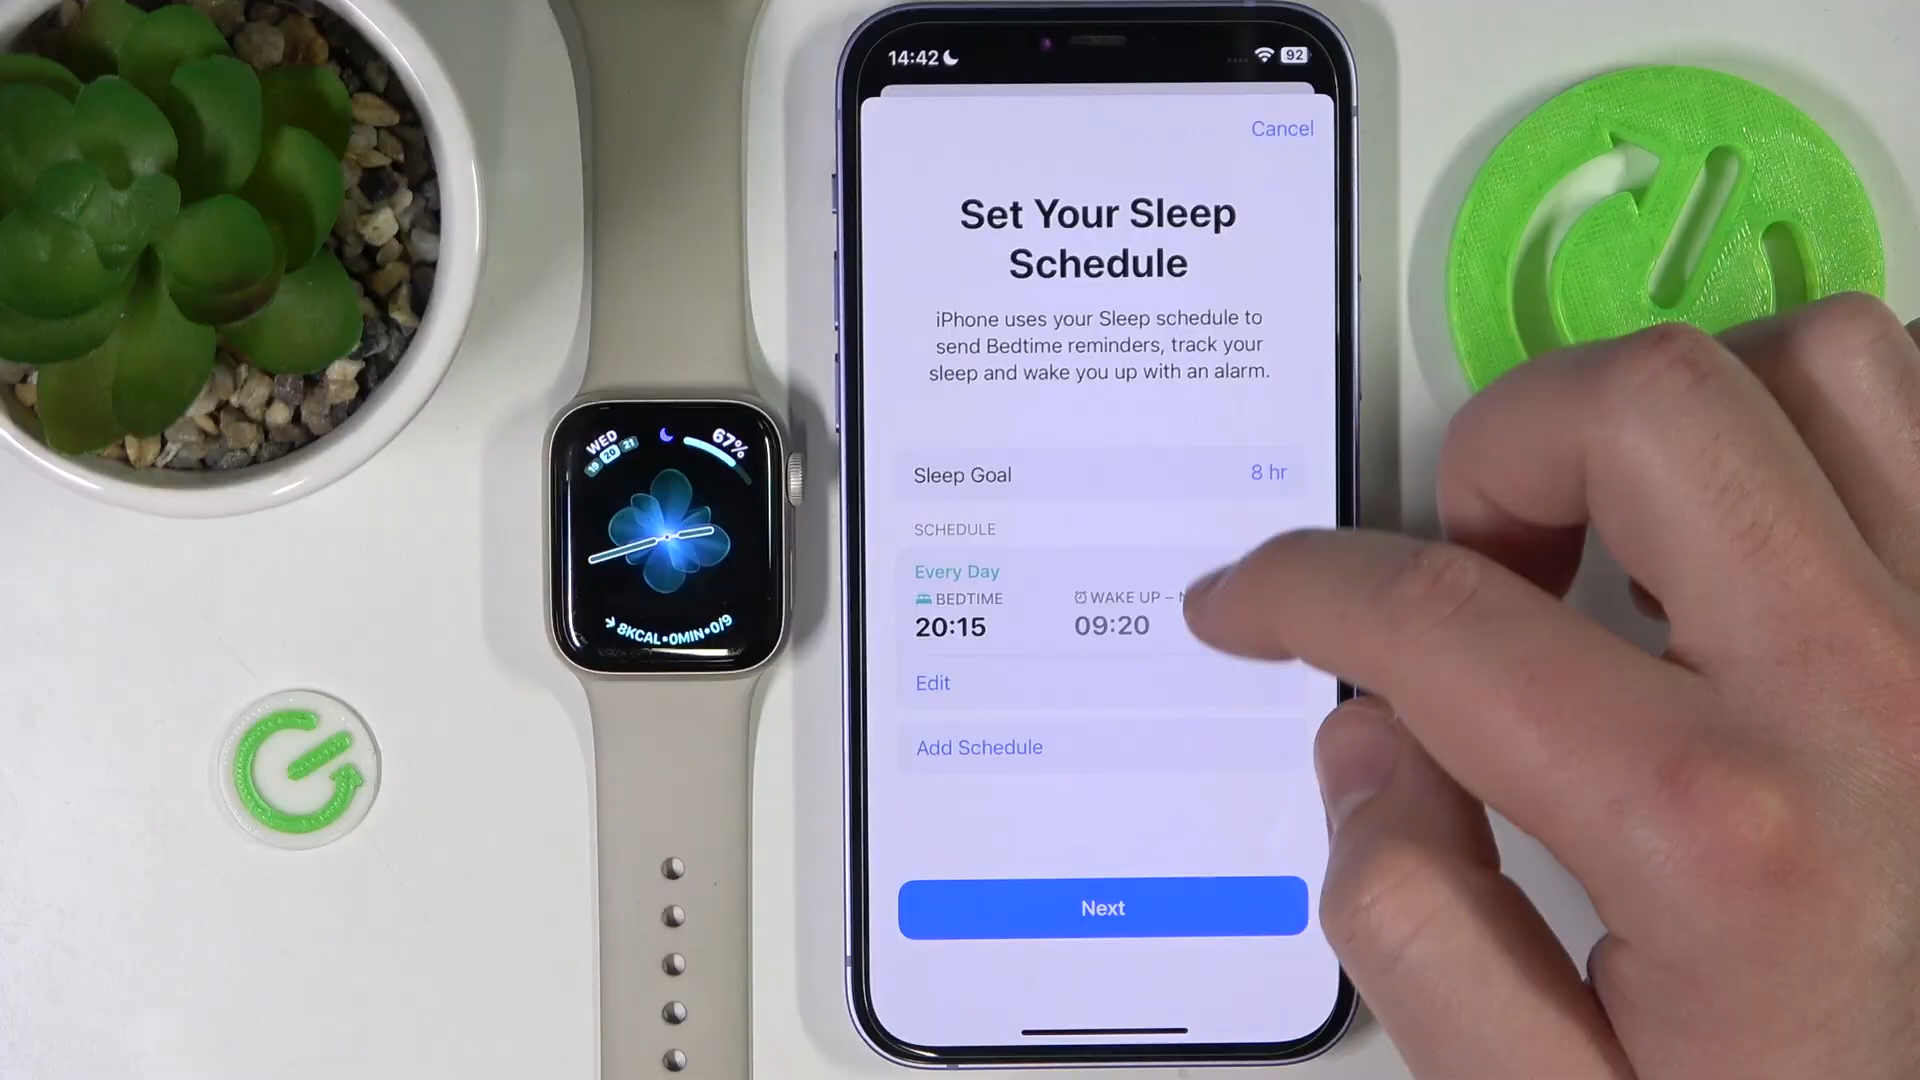 14:42
92
Cancel
Set Your Sleep
Schedule
iPhone uses your Sleep schedule to
send Bedtime reminders, track your
sleep and wake you up with an alarm.
Sleep Goal
8 hr
SCHEDULE
Every Day
BEDTIME
WAKE UP –
20:15
09:20
Edit
Add Schedule
Next
WED
19 20 21
67%
8KCAL•0MIN•0/9